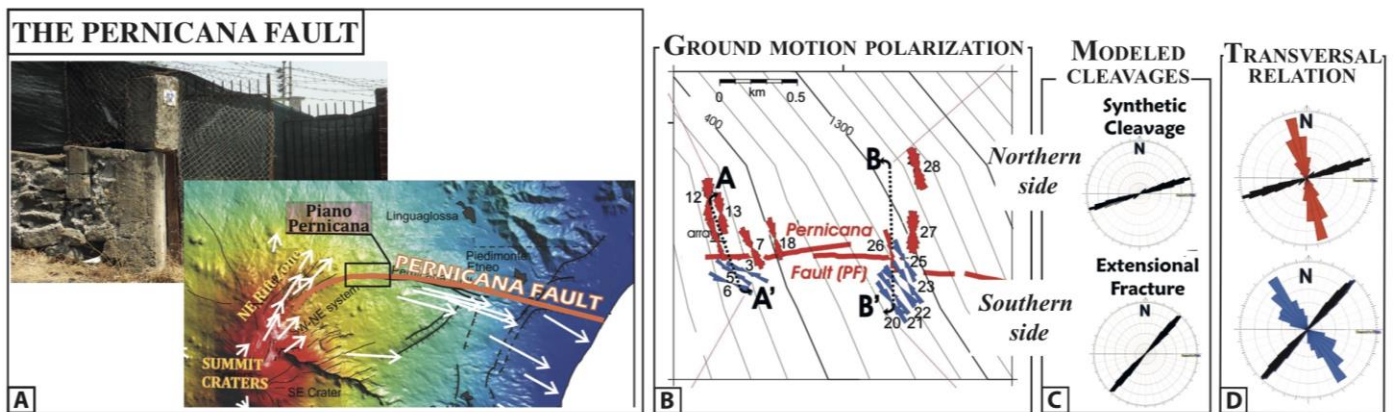 THE PERNICANA FAULT
Linguaglossa
Piano
Pernicana
Piedimonte
Etneo
NE Rift zone
PERNICANA FAULT
SUMMIT
CRATERS
SE Crater
A
GROUND MOTION POLARIZATION
0 km 0.5
400
1300
A
B
28
12
13
27
7
18
Pernicana
26
3
Fault (PF)
25
5
23
6
A'
B'
22
20
21
Northern
side
Southern
side
B
MODELED
CLEAVAGES
Synthetic
Cleavage
N
Extensional
Fracture
N
C
TRANSVERSAL
RELATION
N
N
D